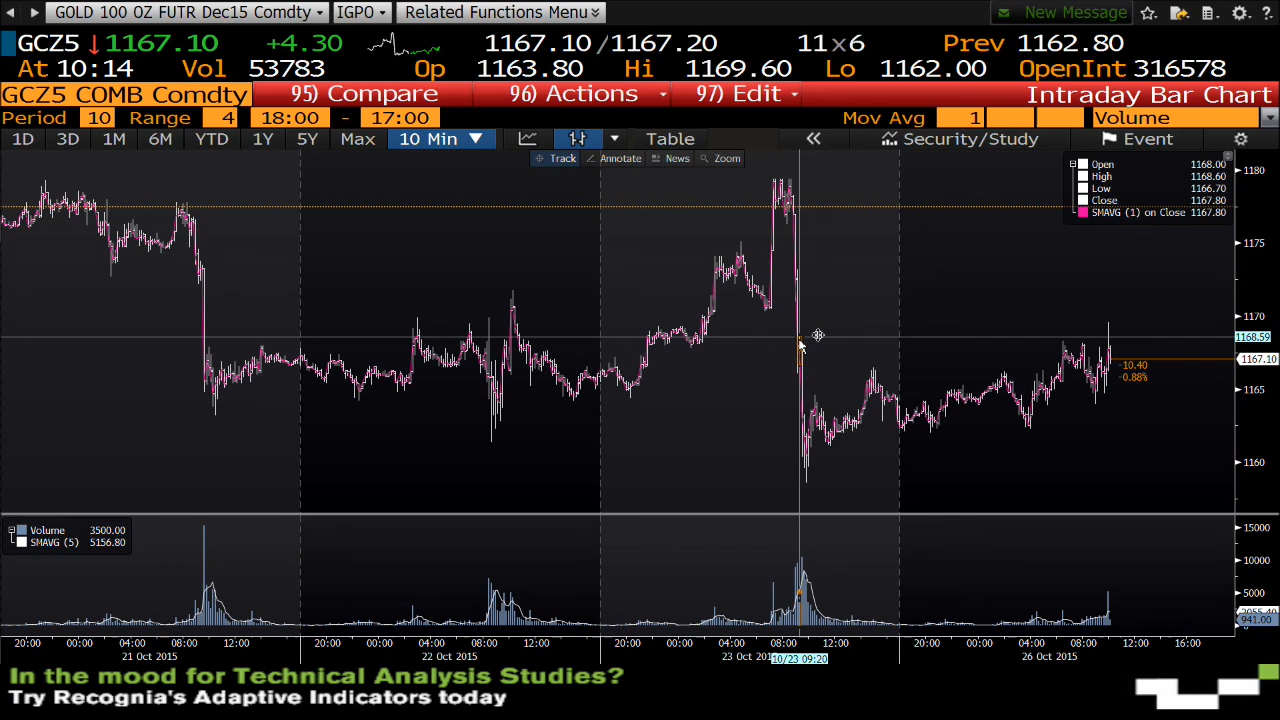 GOLD 100 OZ FUTR Dec15 Comdty IGPO Related Functions Menu New Message
GCZ5 1167.10 +4.30 1167.10/1167.20 11×6 Prev 1162.80
At 10:14 Vol 53783 Op 1163.80 Hi 1169.60 Lo 1162.00 OpenInt 316578
GCZ5 COMB Comdty 95) Compare 96) Actions 97) Edit Intraday Bar Chart
Period 10 Range 4 18:00 - 17:00 Mov Avg 1 Volume
1D 3D 1M 6M YTD 1Y 5Y Max 10 Min Table Security/Study Event
Track Annotate News Zoom
Open 1168.00
High 1168.60
Low 1166.70
Close 1167.80
SMAVG (1) on Close 1167.80
1180
1175
1170
1168.59
1167.10
-10.40
-0.88%
1165
1160
Volume 3500.00
SMAVG (5) 5156.80
15000
10000
5000
2055.40
941.00
20:00 00:00 04:00 08:00 12:00 20:00 00:00 04:00 08:00 12:00 20:00 00:00 04:00 08:00 12:00 20:00 00:00 04:00 08:00 12:00 16:00
21 Oct 2015 22 Oct 2015 23 Oct 10/23 09:20 26 Oct 2015
In the mood for Technical Analysis Studies?
Try Recognia's Adaptive Indicators today